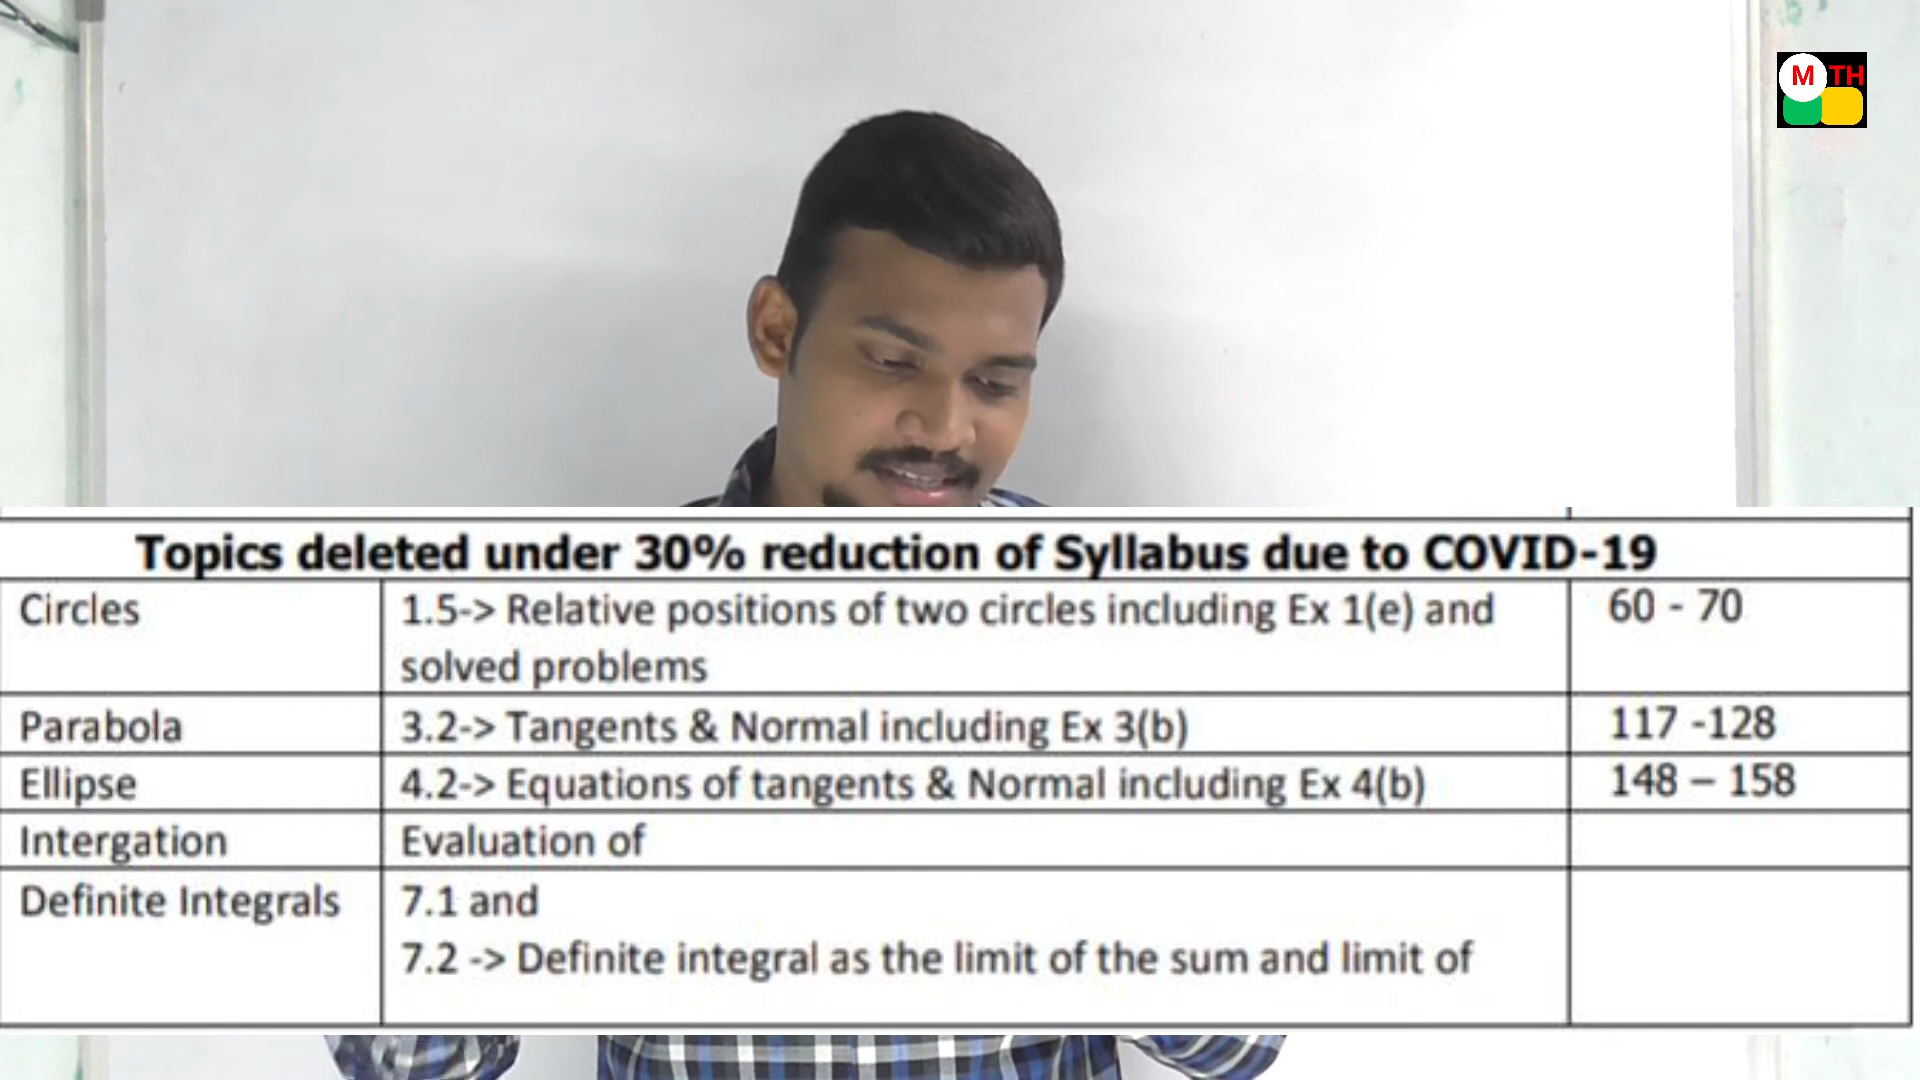 M TH
Topics deleted under 30% reduction of Syllabus due to COVID-19
Circles 1.5-> Relative positions of two circles including Ex 1(e) and 60 - 70
solved problems
Parabola 3.2-> Tangents & Normal including Ex 3(b) 117 -128
Ellipse 4.2-> Equations of tangents & Normal including Ex 4(b) 148 – 158
Intergation Evaluation of
Definite Integrals 7.1 and
7.2 -> Definite integral as the limit of the sum and limit of